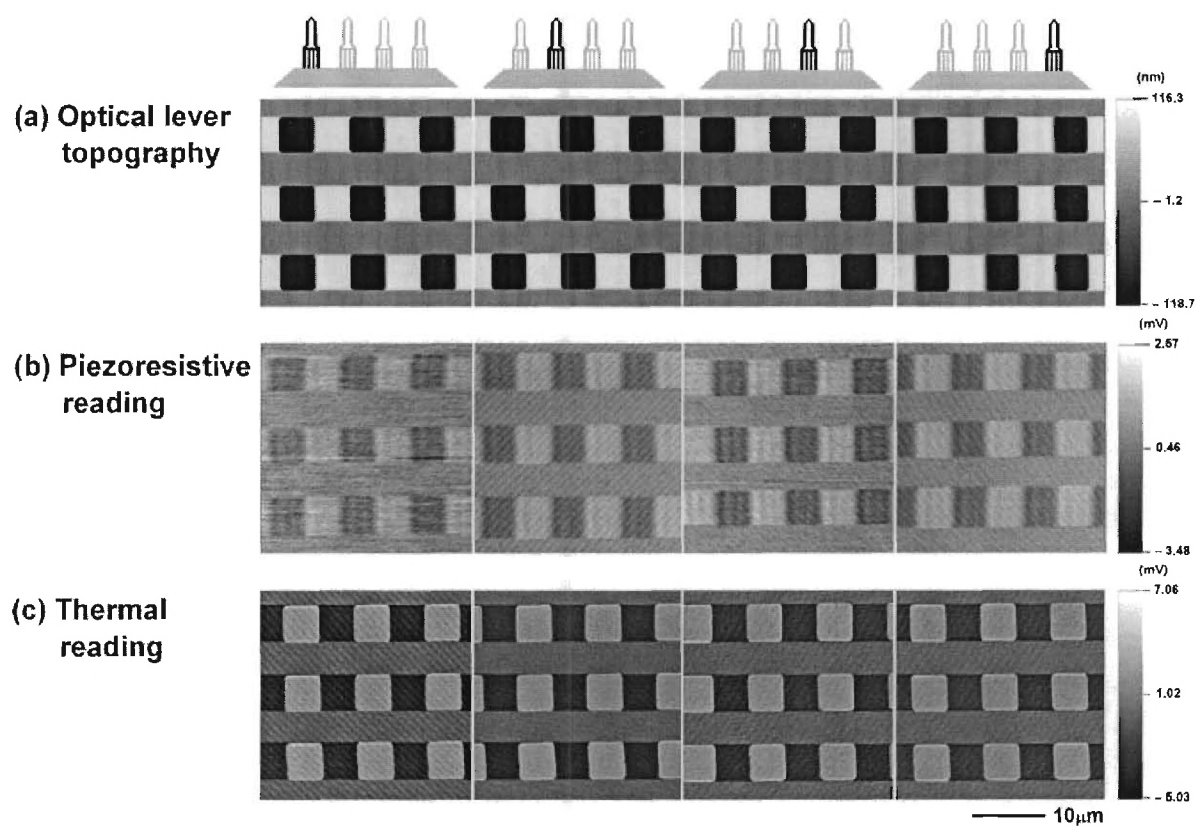 (nm)
116.3
(a) Optical lever
topography
- 1.2
- 118.7
(mV)
2.67
(b) Piezoresistive
reading
0.46
- 3.48
(mV)
7.06
(c) Thermal
reading
1.02
- 5.03
10μm